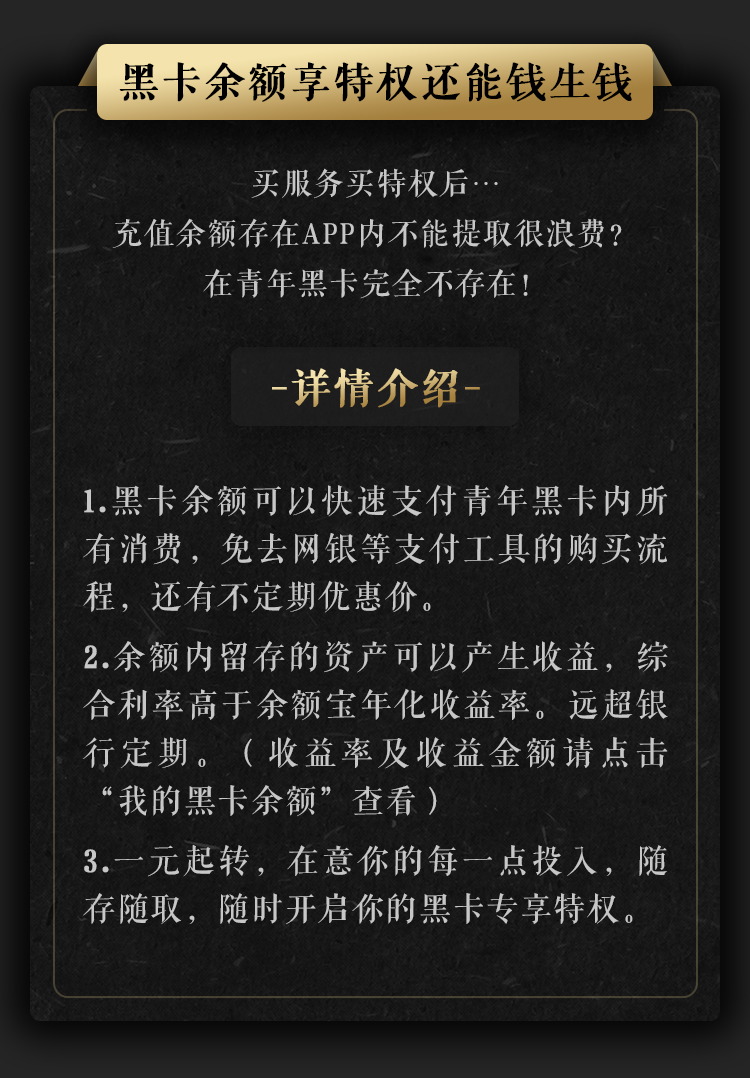 黑卡余额享特权还能钱生钱
买服务买特权后…
充值余额存在APP内不能提取很浪费？
在青年黑卡完全不存在！
-详情介绍-
1.黑卡余额可以快速支付青年黑卡内所
有消费，免去网银等支付工具的购买流
程，还有不定期优惠价。
2.余额内留存的资产可以产生收益，综
合利率高于余额宝年化收益率。远超银
行定期。（收益率及收益金额请点击
“我的黑卡余额”查看）
3.一元起转，在意你的每一点投入，随
存随取，随时开启你的黑卡专享特权。